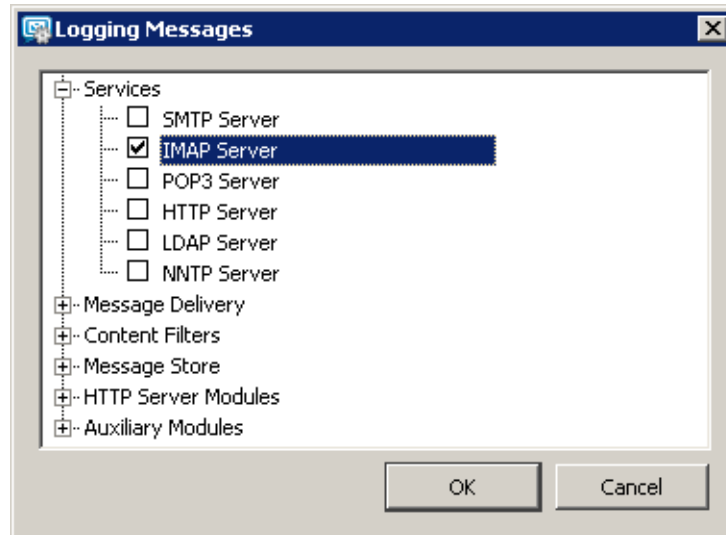 Logging Messages
Services
SMTP Server
IMAP Server
POP3 Server
HTTP Server
LDAP Server
NNTP Server
Message Delivery
Content Filters
Message Store
HTTP Server Modules
Auxiliary Modules
OK Cancel